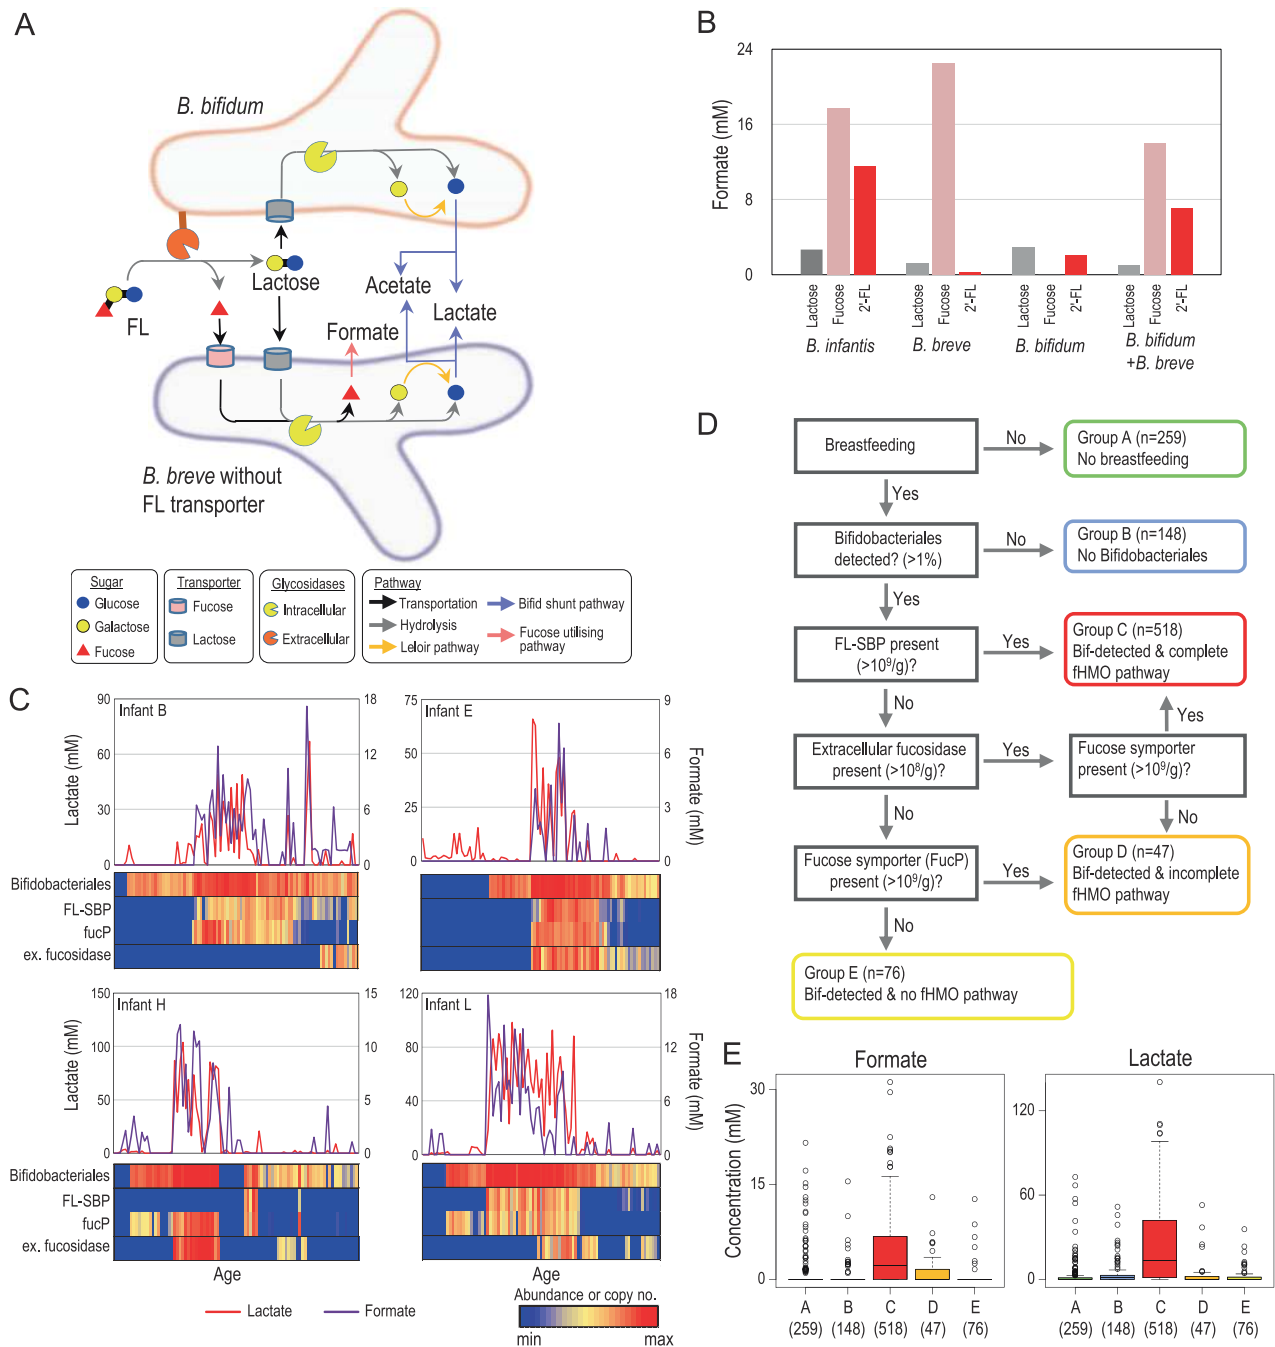 A
B. bifidum
Lactose
FL
Acetate
Lactate
Formate
B. breve without
FL transporter
Sugar
Glucose
Galactose
Fucose
Transporter
Fucose
Lactose
Glycosidases
Intracellular
Extracellular
Pathway
Transportation
Hydrolysis
Leloir pathway
Bifid shunt pathway
Fucose utilising
pathway
B
Formate (mM)
24
16
8
0
Lactose
Fucose
2'-FL
Lactose
Fucose
2'-FL
Lactose
Fucose
2'-FL
Lactose
Fucose
2'-FL
B. infantis
B. breve
B. bifidum
B. bifidum
+B. breve
C
Infant B
Lactate (mM)
90
60
30
0
18
12
6
0
Infant E
75
50
25
0
9
6
3
0
Formate (mM)
Bifidobacteriales
FL-SBP
fucP
ex. fucosidase
Infant H
Lactate (mM)
150
100
50
0
15
10
5
0
Infant L
120
80
40
0
18
12
6
0
Formate (mM)
Bifidobacteriales
FL-SBP
fucP
ex. fucosidase
Age
Age
Lactate
Formate
Abundance or copy no.
min
max
D
Breastfeeding
No
Group A (n=259)
No breastfeeding
Yes
Bifidobacteriales
detected? (>1%)
No
Group B (n=148)
No Bifidobacteriales
Yes
FL-SBP present
(>10⁹/g)?
Yes
Group C (n=518)
Bif-detected & complete
fHMO pathway
No
Yes
Extracellular fucosidase
present (>10⁸/g)?
Yes
Fucose symporter
present (>10⁹/g)?
No
No
Fucose symporter (FucP)
present (>10⁹/g)?
Yes
Group D (n=47)
Bif-detected & incomplete
fHMO pathway
No
Group E (n=76)
Bif-detected & no fHMO pathway
E
Formate
Lactate
Concentration (mM)
30
15
0
120
60
0
A
B
C
D
E
(259)
(148)
(518)
(47)
(76)
A
B
C
D
E
(259)
(148)
(518)
(47)
(76)